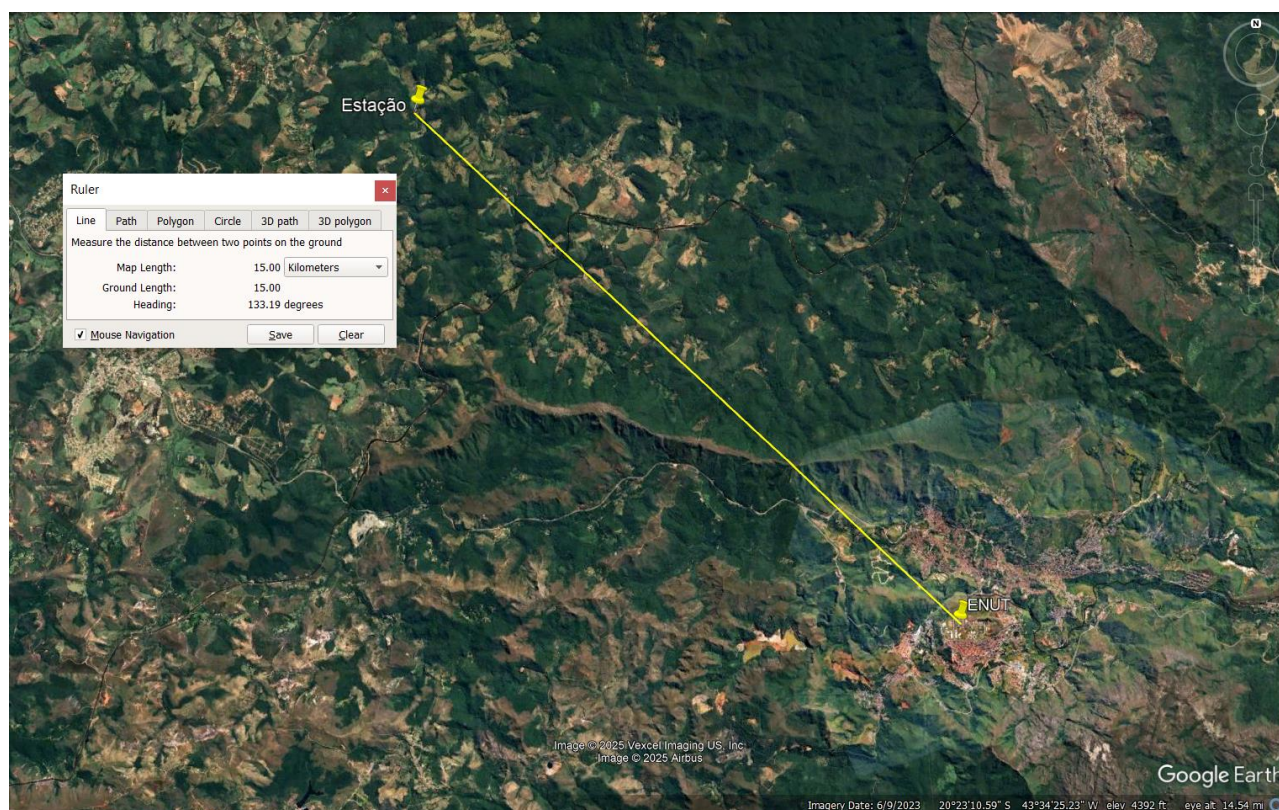 N
Estação
Ruler
Line Path Polygon Circle 3D path 3D polygon
Measure the distance between two points on the ground
Map Length: 15.00 Kilometers
Ground Length: 15.00
Heading: 133.19 degrees
Mouse Navigation Save Clear
ENUT
Image © 2025 Vexcel Imaging US, Inc
Image © 2025 Airbus
Google Earth
Imagery Date: 6/9/2023 20°23'10.59" S 43°34'25.23" W elev 4392 ft eye alt 14.54 mi